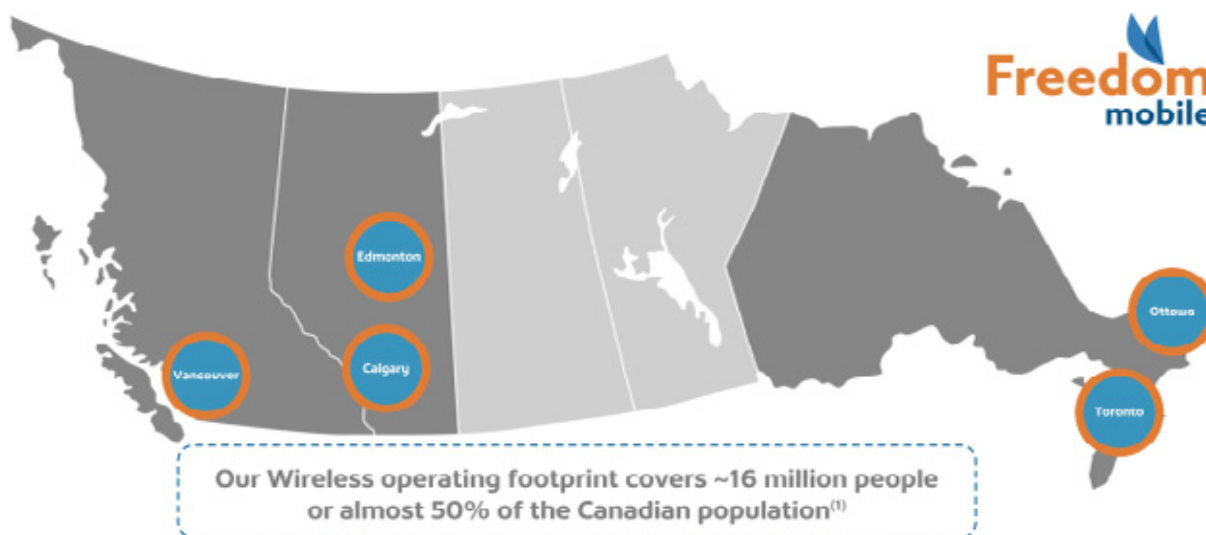 Freedom
mobile
Edmonton
Ottawa
Vancouver
Calgary
Toronto
Our Wireless operating footprint covers ~16 million people
or almost 50% of the Canadian population⁽¹⁾